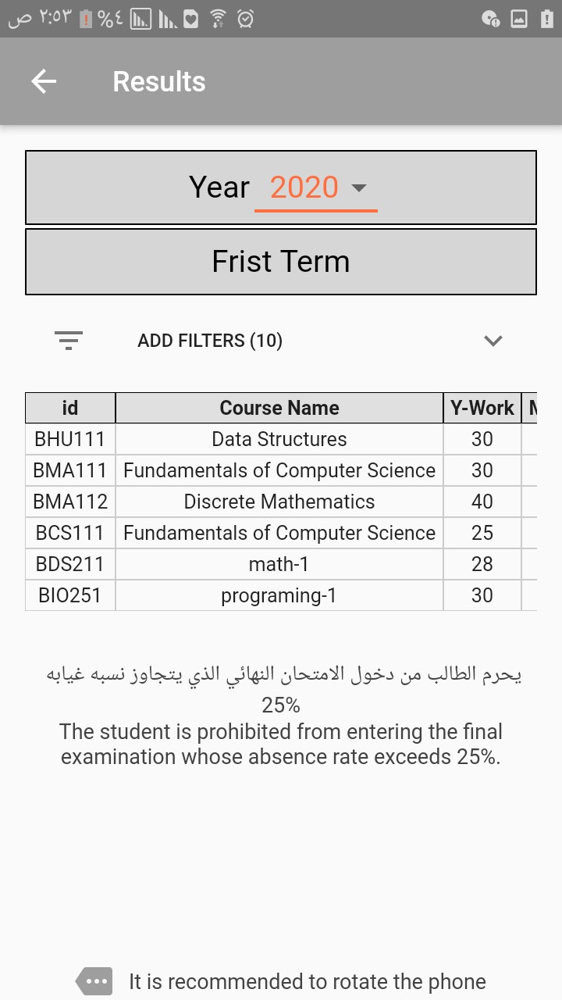 ص ٢:٥٣ %٤
Results
Year 2020
Frist Term
ADD FILTERS (10)
id Course Name Y-Work
BHU111 Data Structures 30
BMA111 Fundamentals of Computer Science 30
BMA112 Discrete Mathematics 40
BCS111 Fundamentals of Computer Science 25
BDS211 math-1 28
BIO251 programing-1 30
يحرم الطالب من دخول الامتحان النهائي الذي يتجاوز نسبه غيابه
25%
The student is prohibited from entering the final
examination whose absence rate exceeds 25%.
It is recommended to rotate the phone